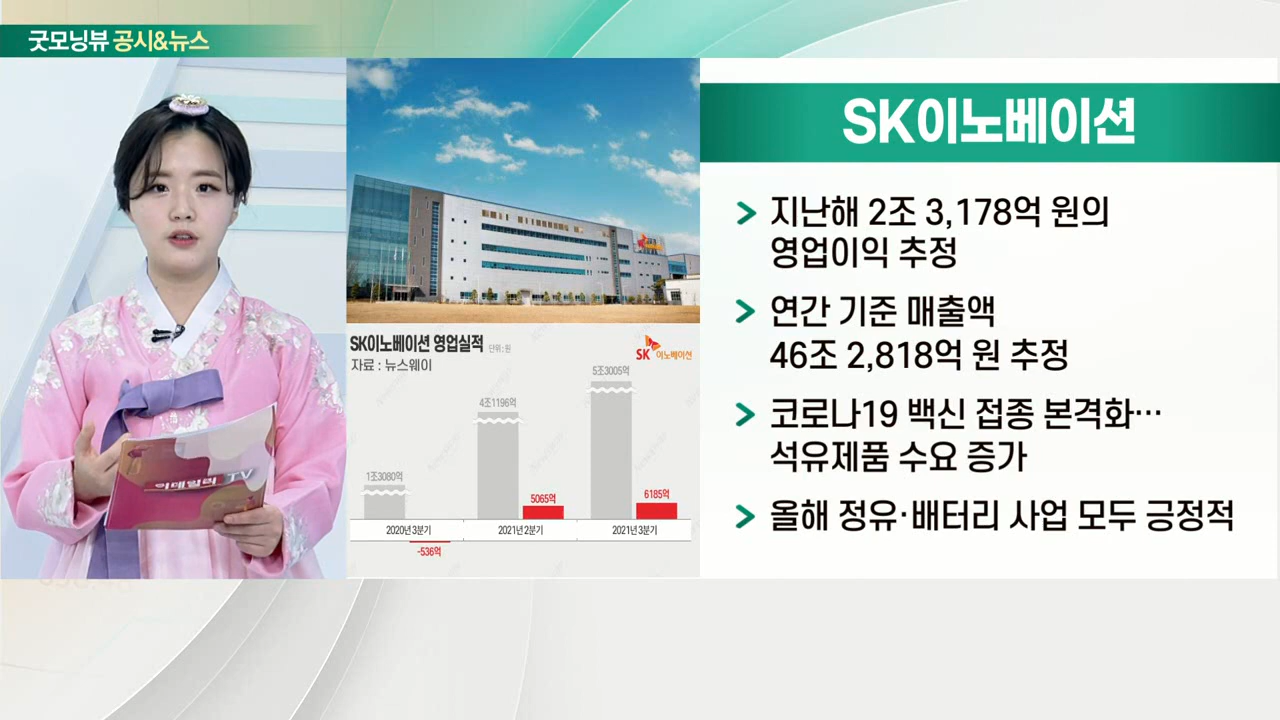 굿모닝뷰 공시&뉴스
SK이노베이션
지난해 2조 3,178억 원의
영업이익 추정
연간 기준 매출액
46조 2,818억 원 추정
코로나19 백신 접종 본격화…
석유제품 수요 증가
올해 정유·배터리 사업 모두 긍정적
SK이노베이션 영업실적 단위:원
자료 : 뉴스웨이
SK 이노베이션
1조3080억
4조1196억
5조3005억
5065억
6185억
2020년 3분기
2021년 2분기
2021년 3분기
-536억
이데일리 TV